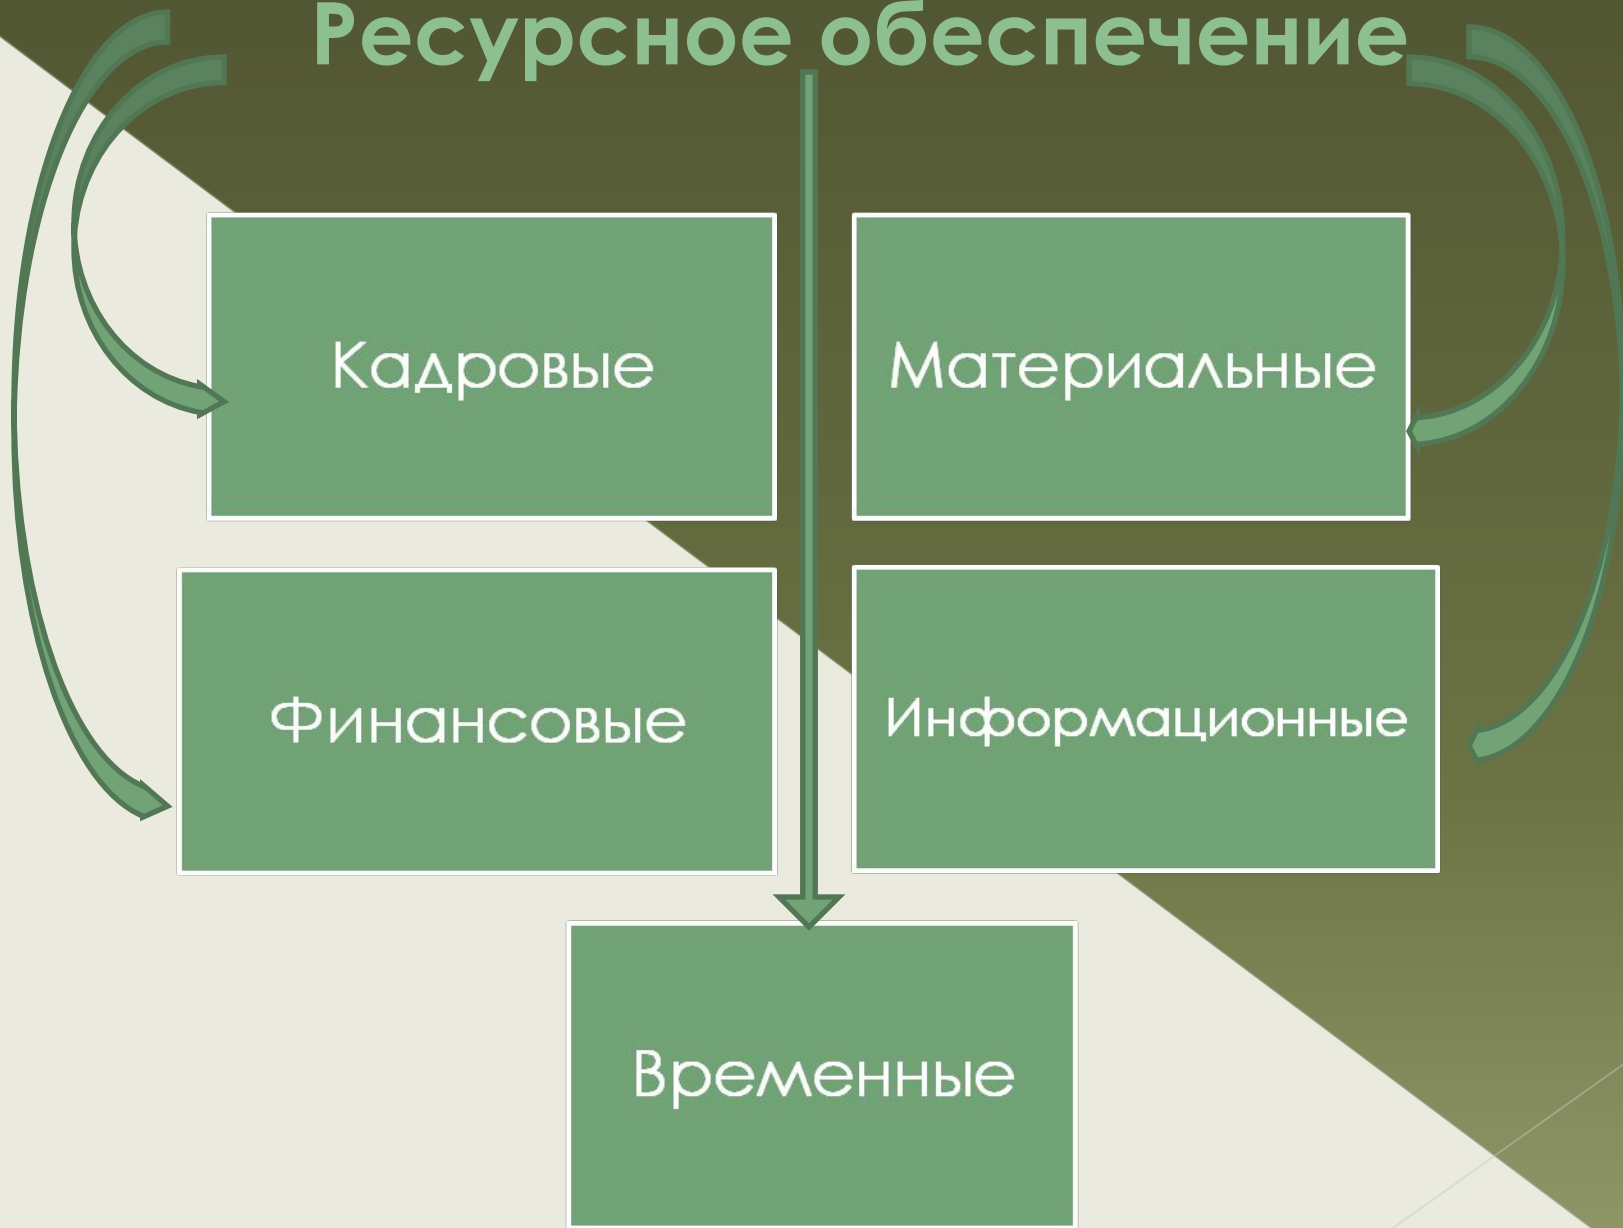 Ресурсное обеспечение
Кадровые
Материальные
Финансовые
Информационные
Временные